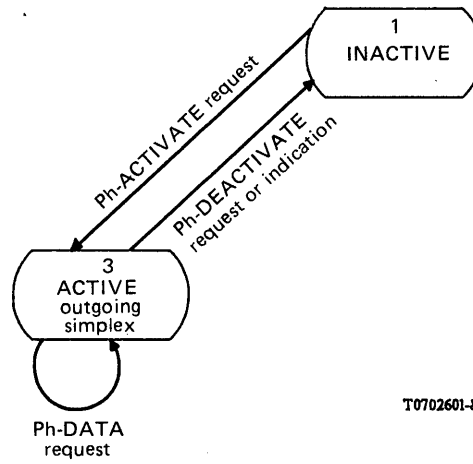 1
INACTIVE
Ph-ACTIVATE request
Ph-DEACTIVATE
request or indication
3
ACTIVE
outgoing
simplex
Ph-DATA
request